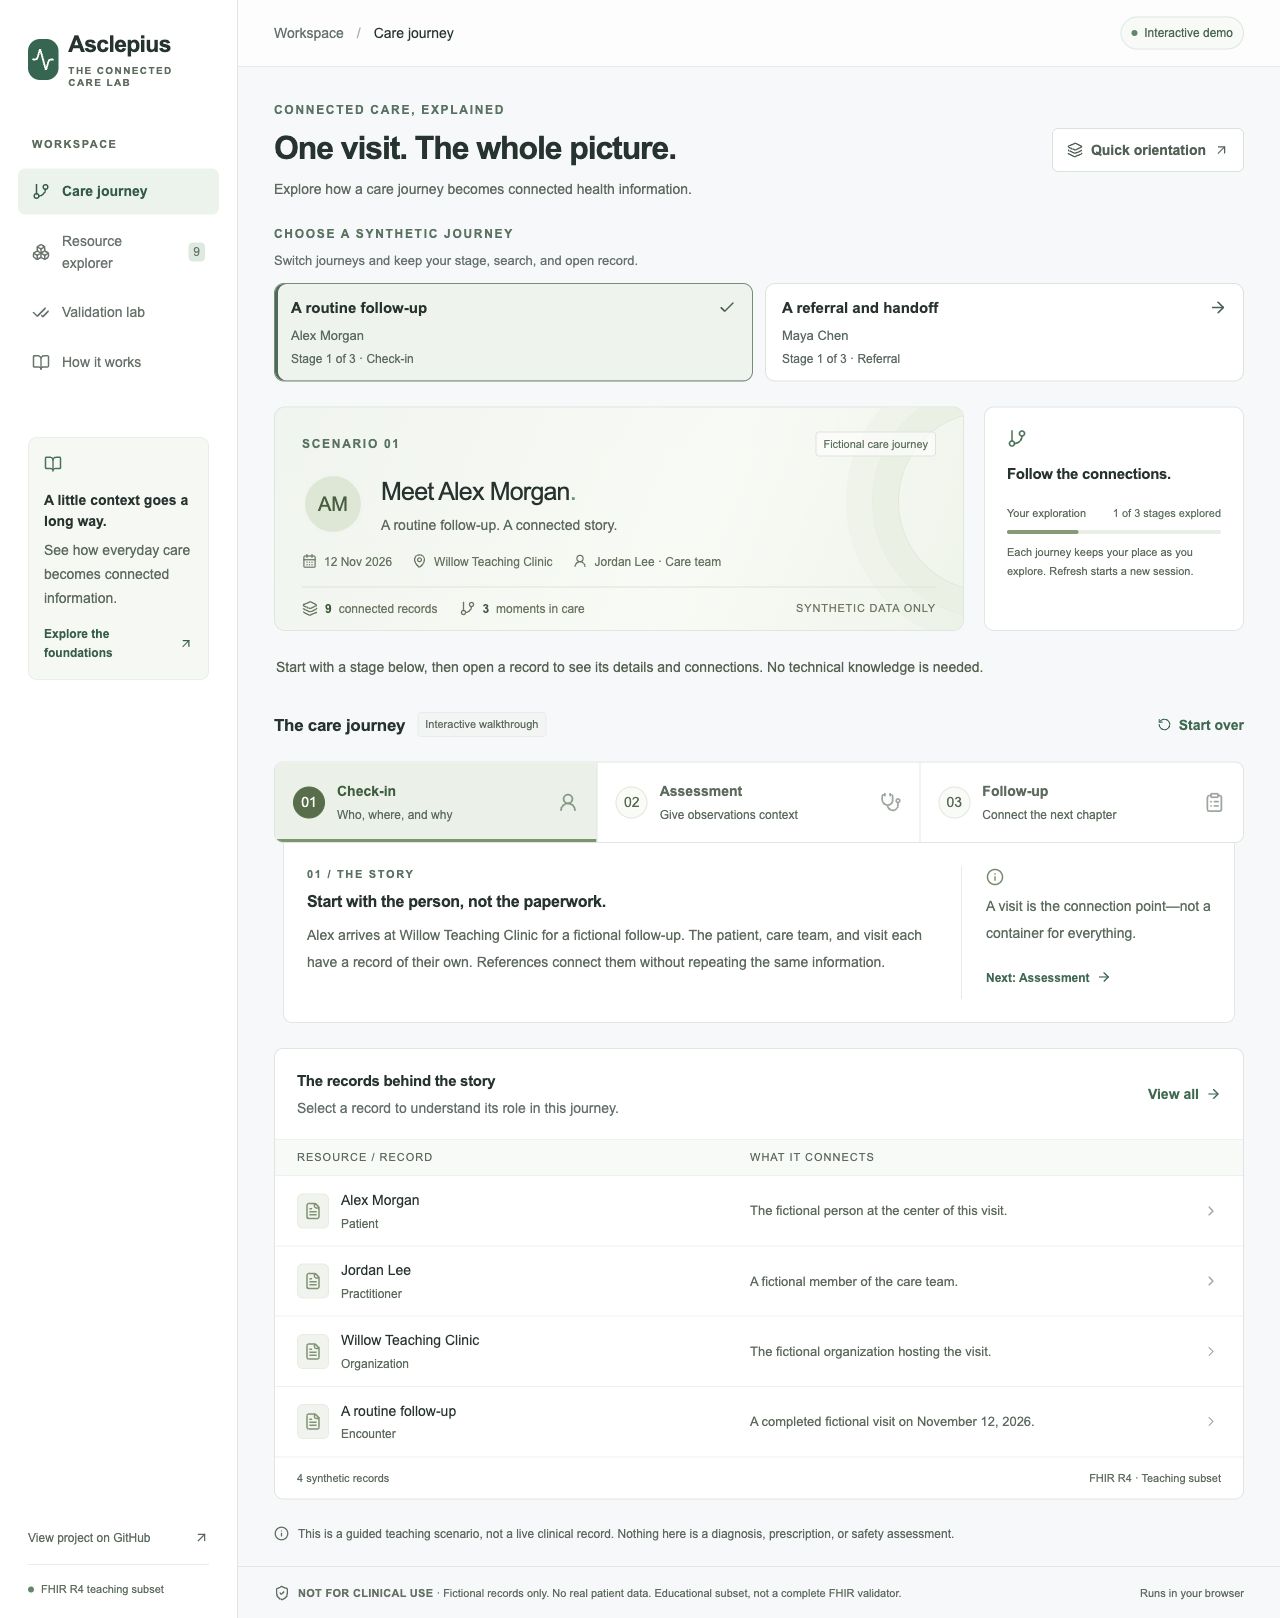 Asclepius
THE CONNECTED
CARE LAB
WORKSPACE
Care journey
Resource
explorer
9
Validation lab
How it works
A little context goes a
long way.
See how everyday care
becomes connected
information.
Explore the
foundations
View project on GitHub
FHIR R4 teaching subset
Workspace / Care journey
Interactive demo
CONNECTED CARE, EXPLAINED
One visit. The whole picture.
Explore how a care journey becomes connected health information.
Quick orientation
CHOOSE A SYNTHETIC JOURNEY
Switch journeys and keep your stage, search, and open record.
A routine follow-up
Alex Morgan
Stage 1 of 3 · Check-in
A referral and handoff
Maya Chen
Stage 1 of 3 · Referral
SCENARIO 01
Fictional care journey
AM
Meet Alex Morgan.
A routine follow-up. A connected story.
12 Nov 2026
Willow Teaching Clinic
Jordan Lee · Care team
9 connected records
3 moments in care
SYNTHETIC DATA ONLY
Follow the connections.
Your exploration
1 of 3 stages explored
Each journey keeps your place as you
explore. Refresh starts a new session.
Start with a stage below, then open a record to see its details and connections. No technical knowledge is needed.
The care journey
Interactive walkthrough
Start over
01
Check-in
Who, where, and why
02
Assessment
Give observations context
03
Follow-up
Connect the next chapter
01 / THE STORY
Start with the person, not the paperwork.
Alex arrives at Willow Teaching Clinic for a fictional follow-up. The patient, care team, and visit each
have a record of their own. References connect them without repeating the same information.
A visit is the connection point—not a
container for everything.
Next: Assessment
The records behind the story
Select a record to understand its role in this journey.
View all
RESOURCE / RECORD
WHAT IT CONNECTS
Alex Morgan
Patient
The fictional person at the center of this visit.
Jordan Lee
Practitioner
A fictional member of the care team.
Willow Teaching Clinic
Organization
The fictional organization hosting the visit.
A routine follow-up
Encounter
A completed fictional visit on November 12, 2026.
4 synthetic records
FHIR R4 · Teaching subset
This is a guided teaching scenario, not a live clinical record. Nothing here is a diagnosis, prescription, or safety assessment.
NOT FOR CLINICAL USE · Fictional records only. No real patient data. Educational subset, not a complete FHIR validator.
Runs in your browser